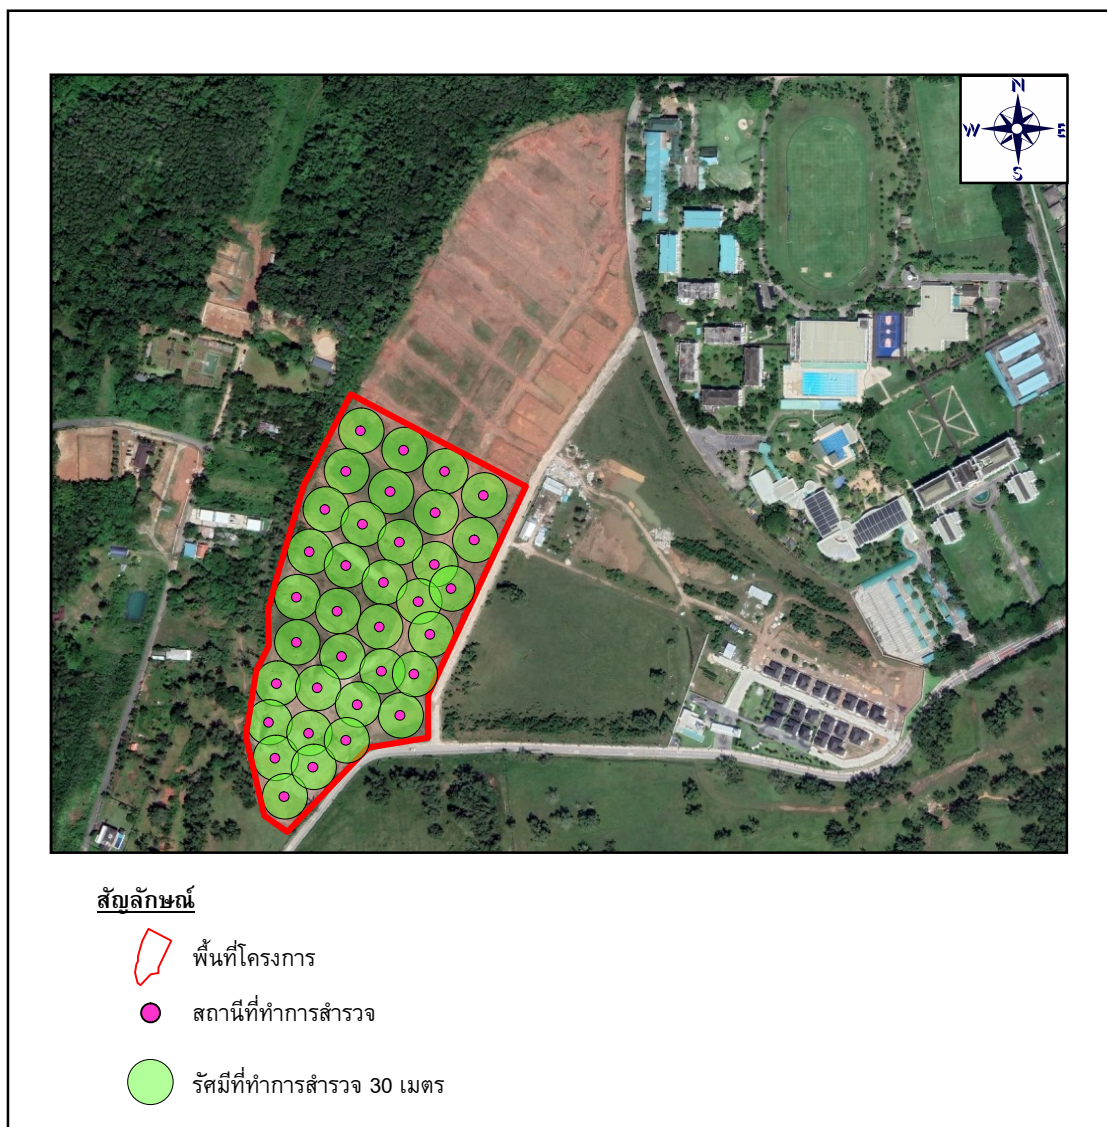 N
W
E
S
สัญลักษณ์
พื้นที่โครงการ
สถานีที่ทำการสำรวจ
รัศมีที่ทำการสำรวจ 30 เมตร